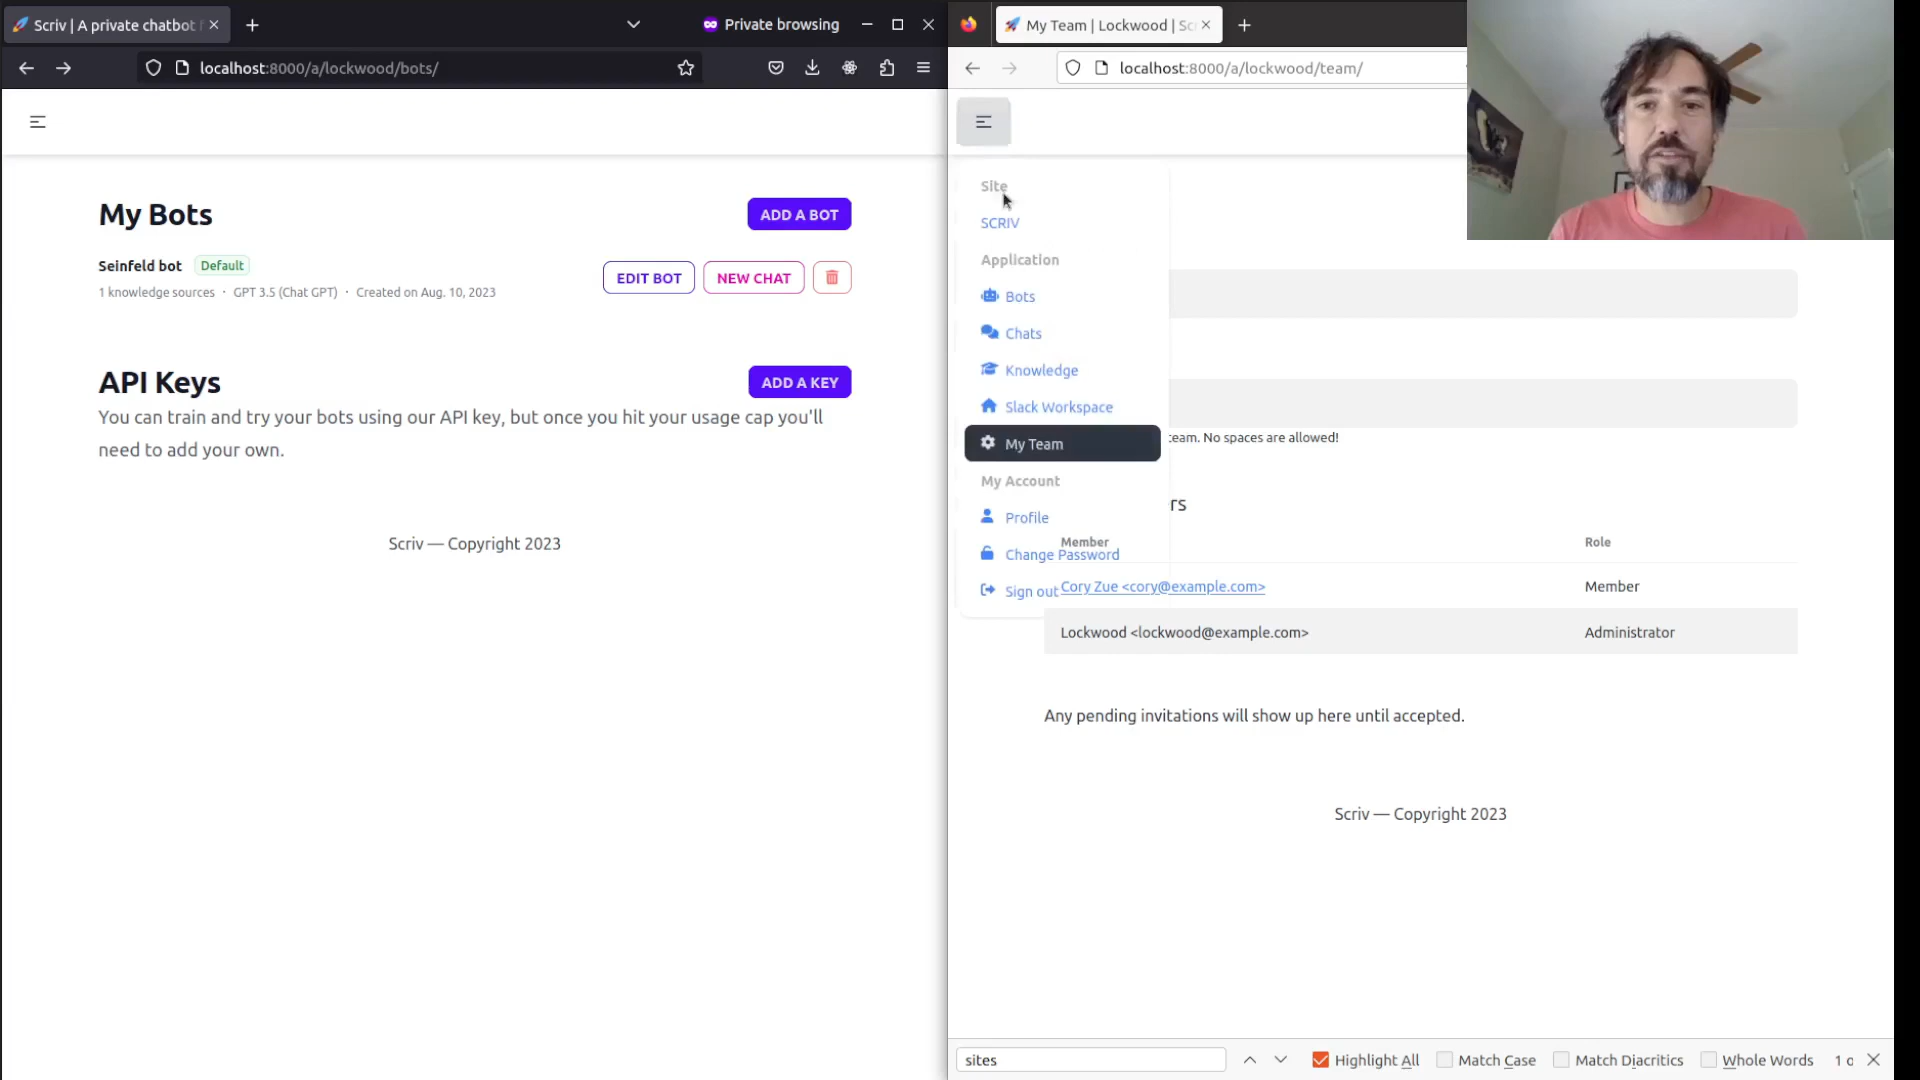 Scriv | A private chatbot
Private browsing
localhost:8000/a/lockwood/bots/
My Bots
ADD A BOT
Seinfeld bot
Default
1 knowledge sources · GPT 3.5 (Chat GPT) · Created on Aug. 10, 2023
EDIT BOT
NEW CHAT
API Keys
ADD A KEY
You can train and try your bots using our API key, but once you hit your usage cap you'll
need to add your own.
Scriv — Copyright 2023
My Team | Lockwood | Sc
localhost:8000/a/lockwood/team/
Site
SCRIV
Application
Bots
Chats
Knowledge
Slack Workspace
My Team
My Account
Profile
Change Password
Sign out
team. No spaces are allowed!
rs
Member
Role
Cory Zue <cory@example.com>
Member
Lockwood <lockwood@example.com>
Administrator
Any pending invitations will show up here until accepted.
Scriv — Copyright 2023
sites
Highlight All
Match Case
Match Diacritics
Whole Words
1 o